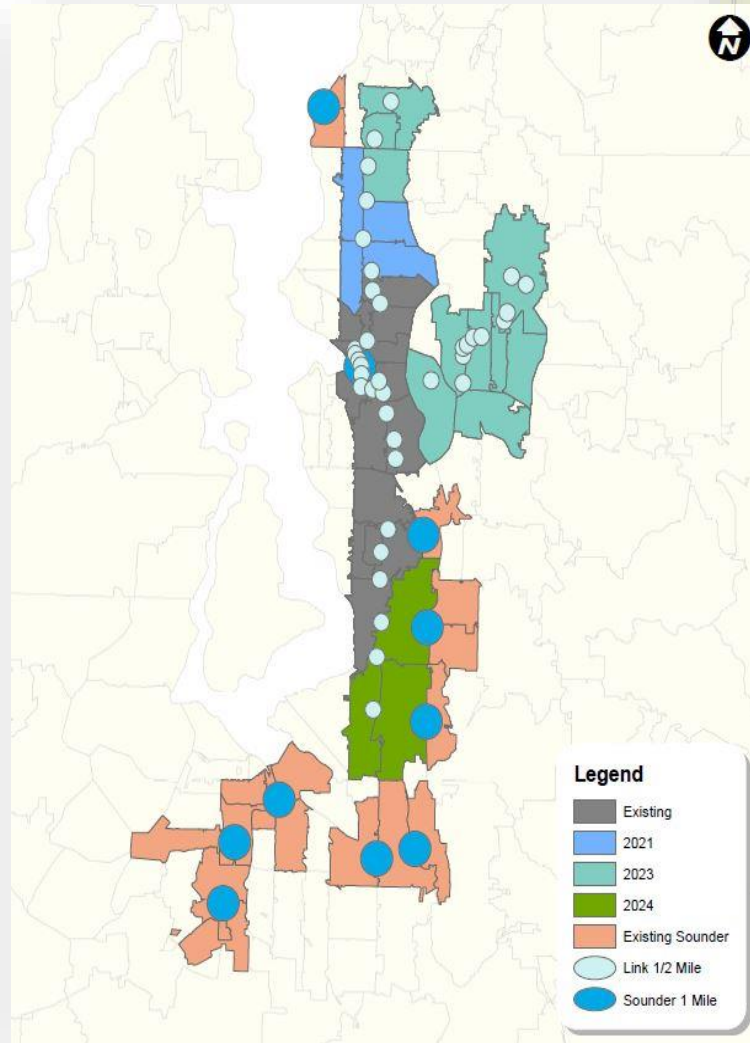 N
Legend
Existing
2021
2023
2024
Existing Sounder
Link 1/2 Mile
Sounder 1 Mile